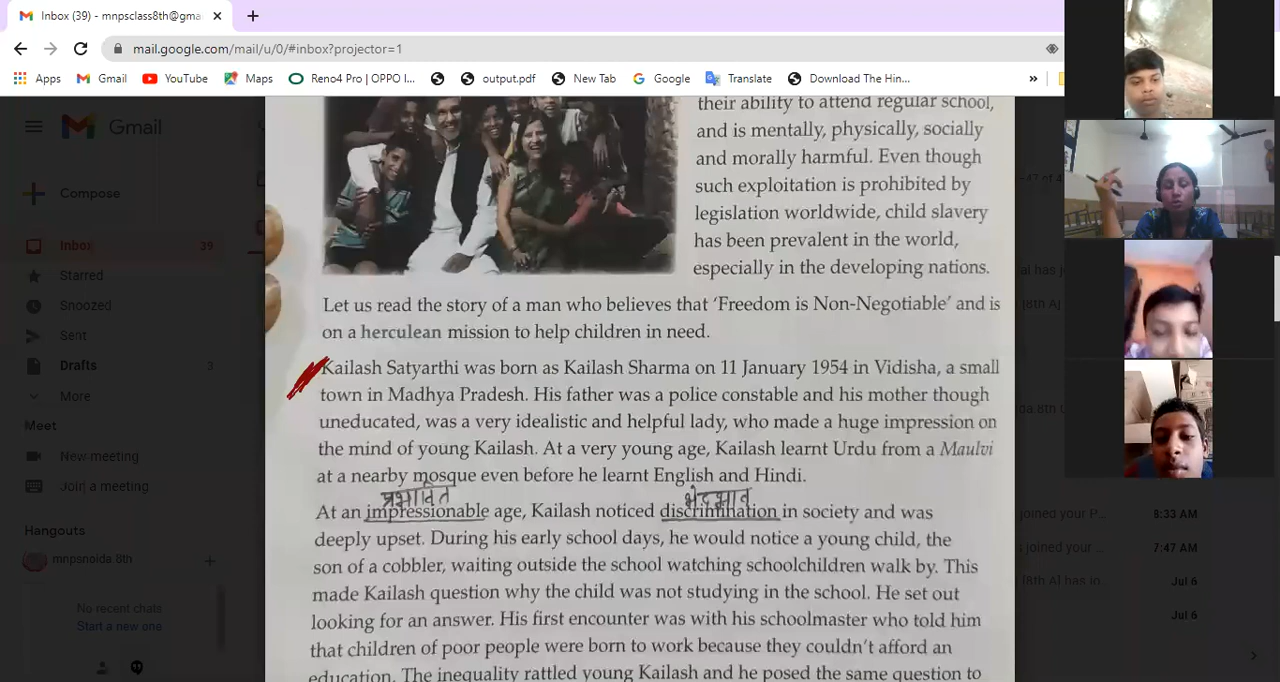 Inbox (39) - mnpsclass8th@gma
mail.google.com/mail/u/0/#inbox?projector=1
Apps Gmail YouTube Maps Reno4 Pro | OPPO I... output.pdf New Tab Google Translate Download The Hin... »
Gmail
Compose
Inbox 39
Starred
Snoozed
Sent
Drafts 3
More
Meet
New meeting
Join a meeting
Hangouts
mnpsnoida 8th
No recent chats
Start a new one
their ability to attend regular school,
and is mentally, physically, socially
and morally harmful. Even though
such exploitation is prohibited by
legislation worldwide, child slavery
has been prevalent in the world,
especially in the developing nations.
Let us read the story of a man who believes that 'Freedom is Non-Negotiable' and is
on a herculean mission to help children in need.
Kailash Satyarthi was born as Kailash Sharma on 11 January 1954 in Vidisha, a small
town in Madhya Pradesh. His father was a police constable and his mother though
uneducated, was a very idealistic and helpful lady, who made a huge impression on
the mind of young Kailash. At a very young age, Kailash learnt Urdu from a Maulvi
at a nearby mosque even before he learnt English and Hindi.
प्रभावित भेदभाव
At an impressionable age, Kailash noticed discrimination in society and was
deeply upset. During his early school days, he would notice a young child, the
son of a cobbler, waiting outside the school watching schoolchildren walk by. This
made Kailash question why the child was not studying in the school. He set out
looking for an answer. His first encounter was with his schoolmaster who told him
that children of poor people were born to work because they couldn't afford an
education. The inequality rattled young Kailash and he posed the same question to
joined your P...
8:33 AM
joined your ...
7:47 AM
[8th A] has jo...
Jul 6
Jul 6